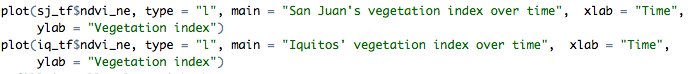 plot(sj_tf$ndvi_ne, type = "l", main = "San Juan's vegetation index over time",  xlab = "Time",
ylab = "Vegetation index")
plot(iq_tf$ndvi_ne, type = "l", main = "Iquitos' vegetation index over time",  xlab = "Time",
ylab = "Vegetation index")